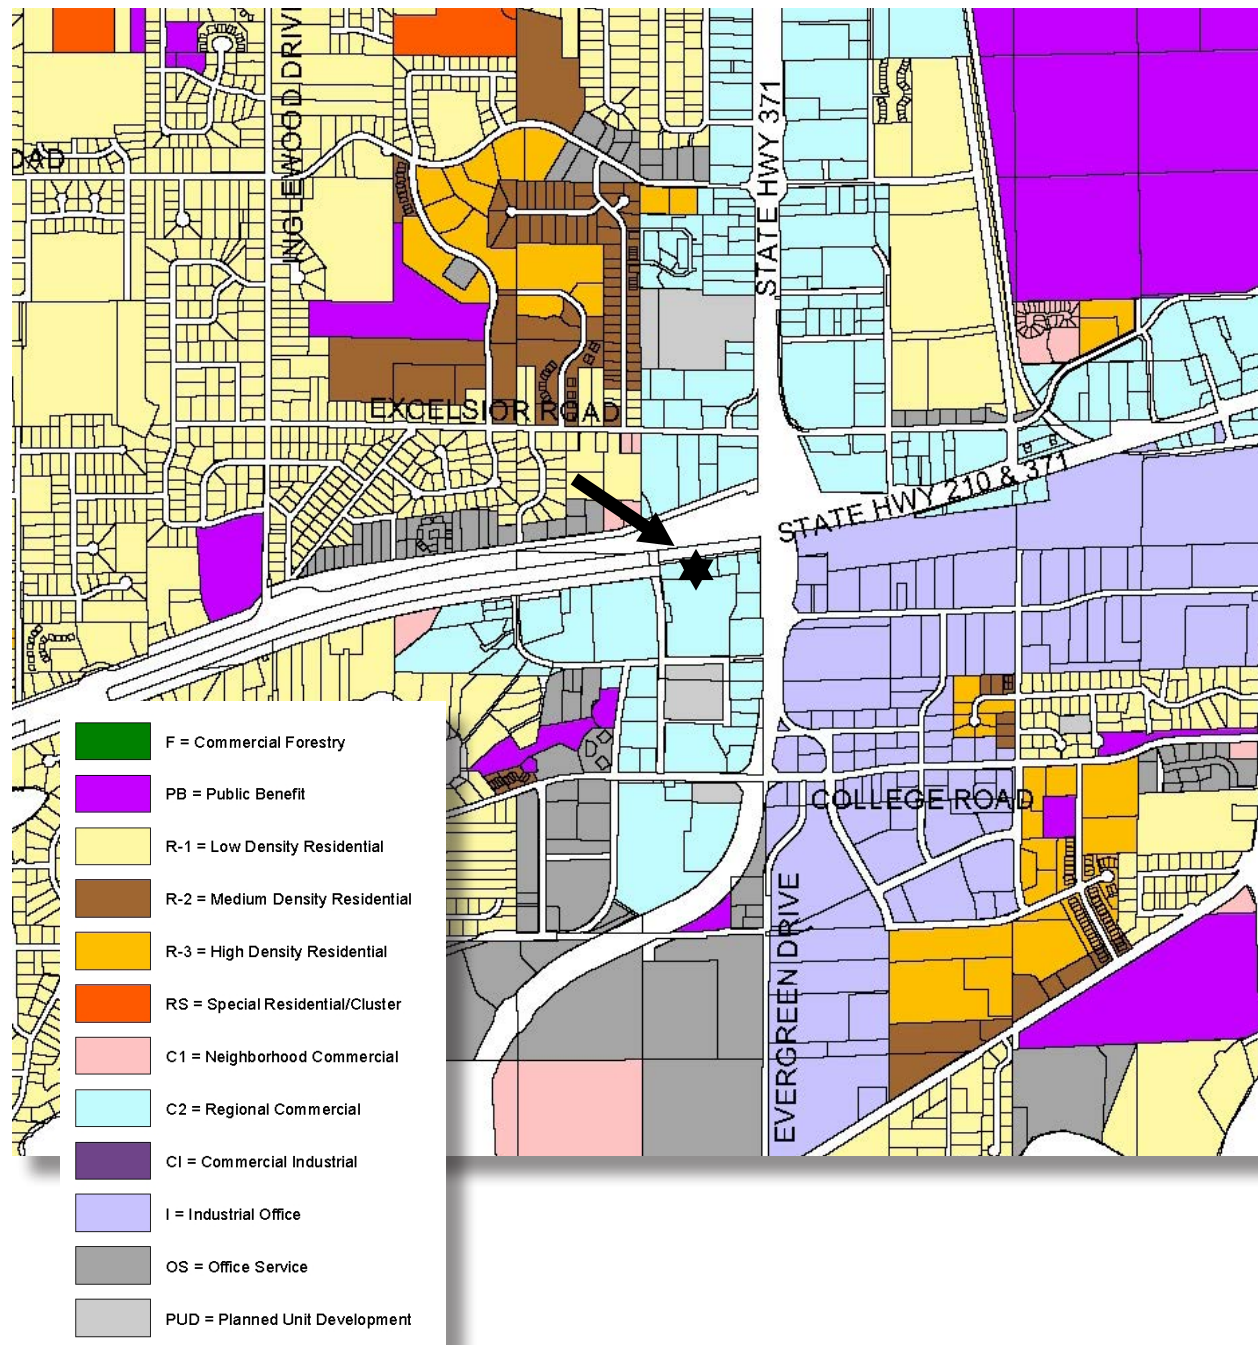 INGLEWOOD DRIVE
STATE HWY 371
OAD
EXCELSIOR ROAD
STATE HWY 210 & 371
COLLEGE ROAD
EVERGREEN DRIVE
F = Commercial Forestry
PB = Public Benefit
R-1 = Low Density Residential
R-2 = Medium Density Residential
R-3 = High Density Residential
RS = Special Residential/Cluster
C1 = Neighborhood Commercial
C2 = Regional Commercial
CI = Commercial Industrial
I = Industrial Office
OS = Office Service
PUD = Planned Unit Development